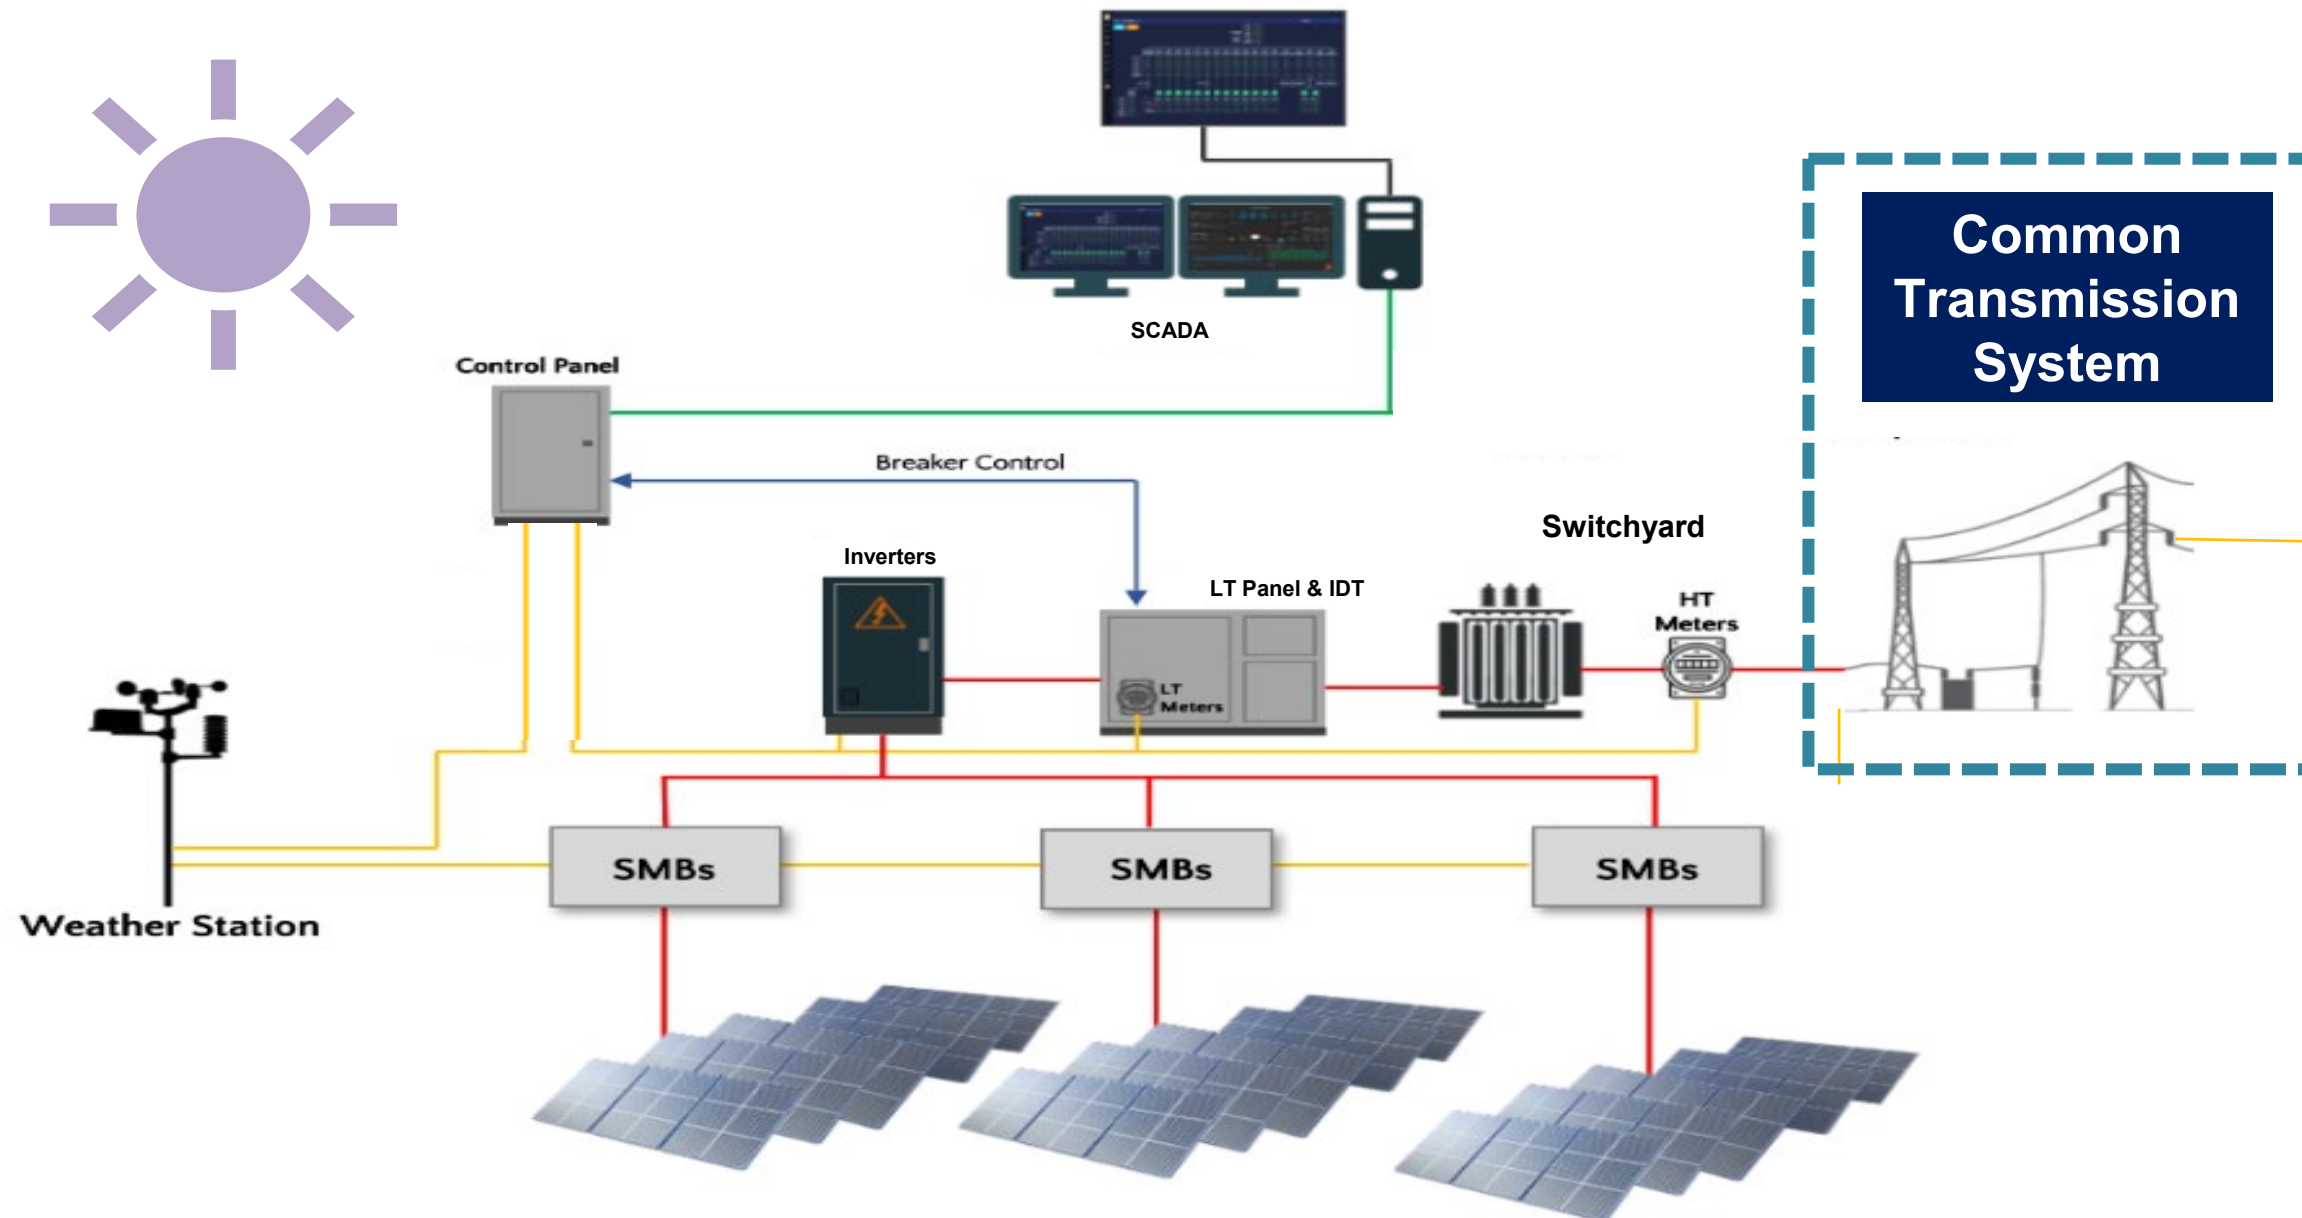 Common
Transmission
System
SCADA
Control Panel
Breaker Control
Switchyard
Inverters
LT Panel & IDT
HT
Meters
LT
Meters
SMBs
SMBs
SMBs
Weather Station